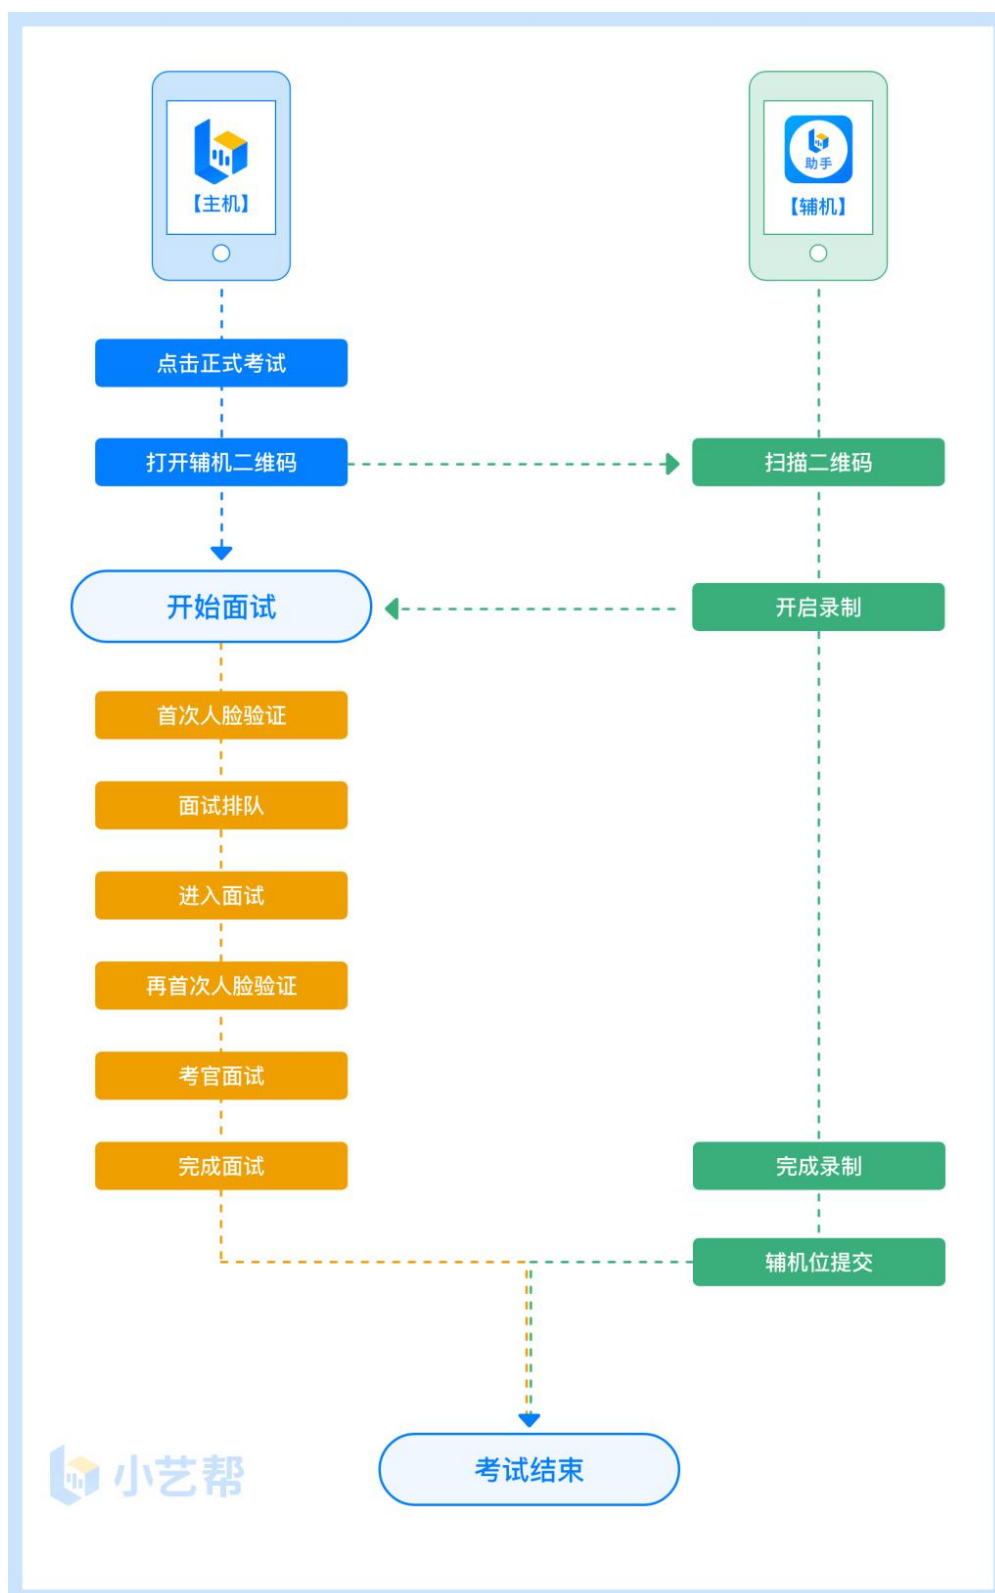 【主机】
助手
【辅机】
点击正式考试
打开辅机二维码
扫描二维码
开始面试
开启录制
首次人脸验证
面试排队
进入面试
再首次人脸验证
考官面试
完成面试
完成录制
辅机位提交
考试结束
小艺帮